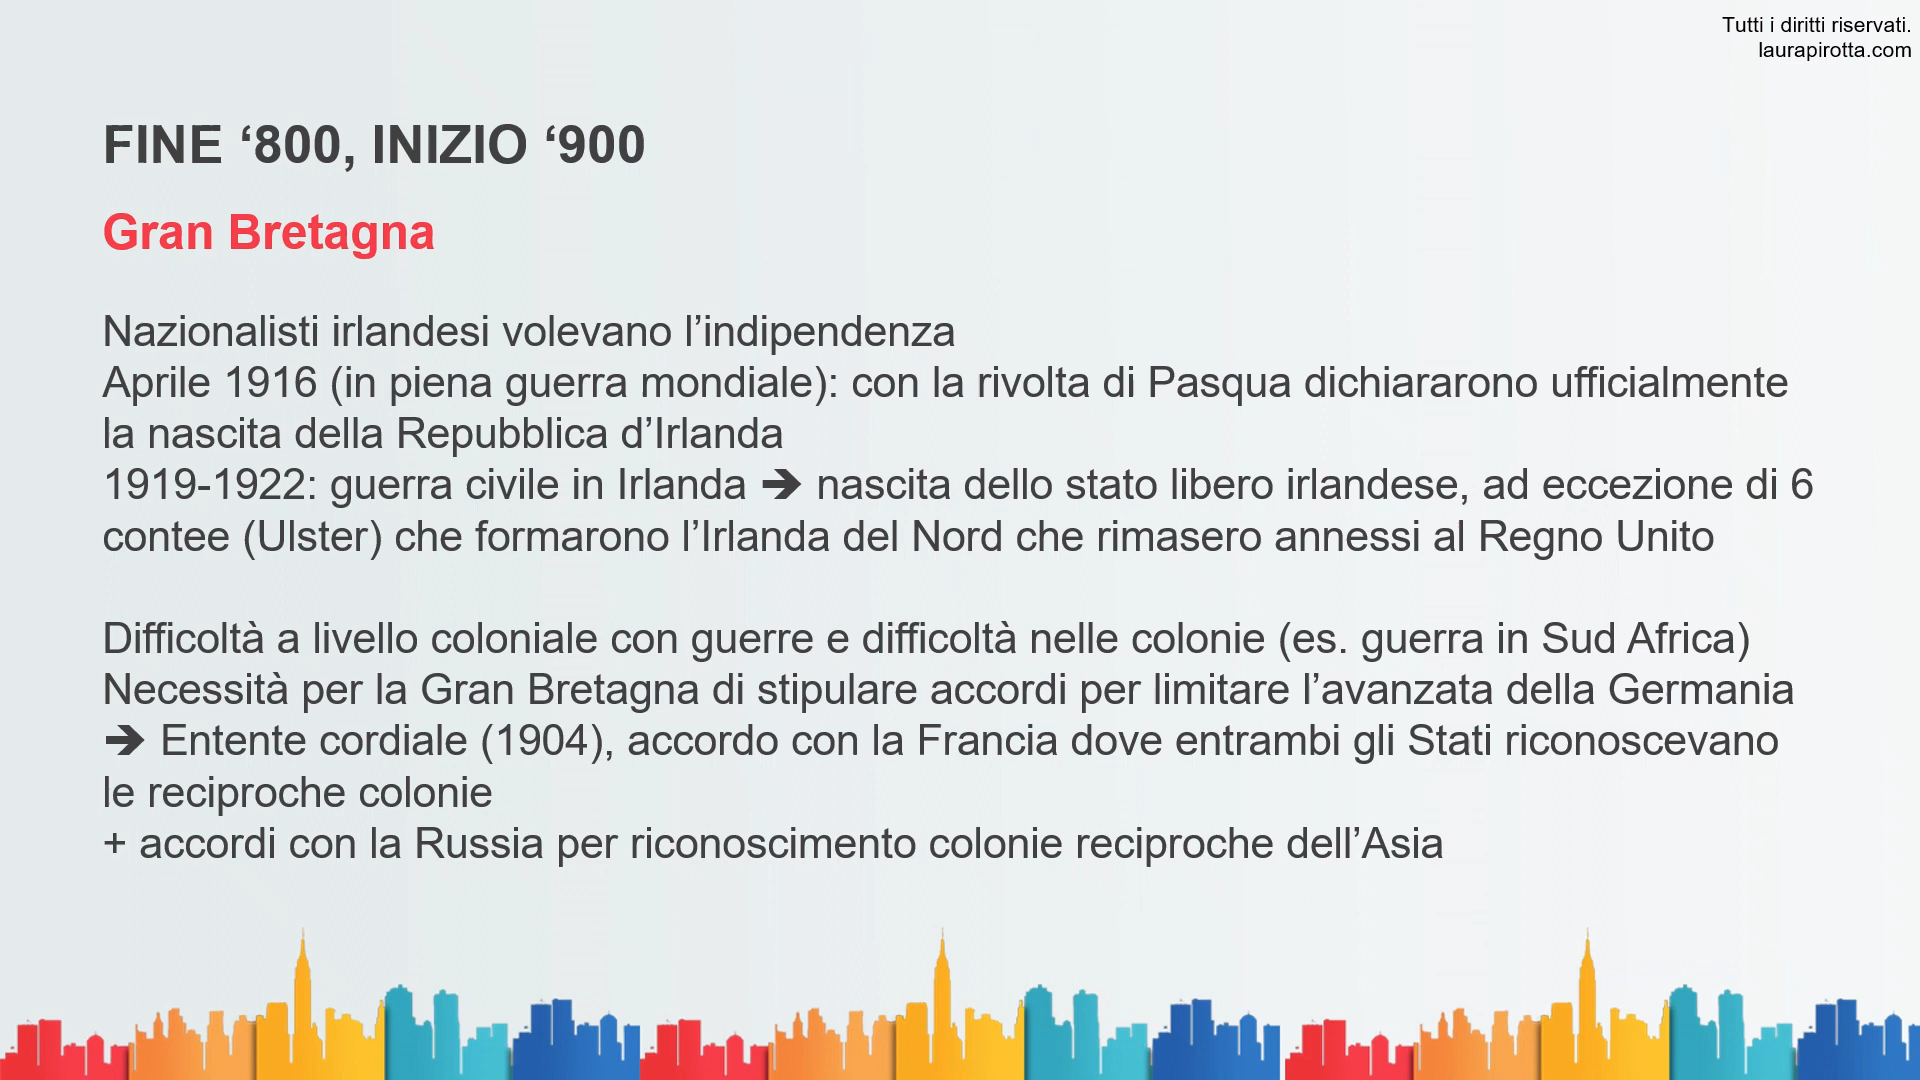 Tutti i diritti riservati.
laurapirotta.com
FINE ‘800, INIZIO ‘900
Gran Bretagna
Nazionalisti irlandesi volevano l’indipendenza
Aprile 1916 (in piena guerra mondiale): con la rivolta di Pasqua dichiararono ufficialmente
la nascita della Repubblica d’Irlanda
1919-1922: guerra civile in Irlanda ➔ nascita dello stato libero irlandese, ad eccezione di 6
contee (Ulster) che formarono l’Irlanda del Nord che rimasero annessi al Regno Unito
Difficoltà a livello coloniale con guerre e difficoltà nelle colonie (es. guerra in Sud Africa)
Necessità per la Gran Bretagna di stipulare accordi per limitare l’avanzata della Germania
➔ Entente cordiale (1904), accordo con la Francia dove entrambi gli Stati riconoscevano
le reciproche colonie
+ accordi con la Russia per riconoscimento colonie reciproche dell’Asia